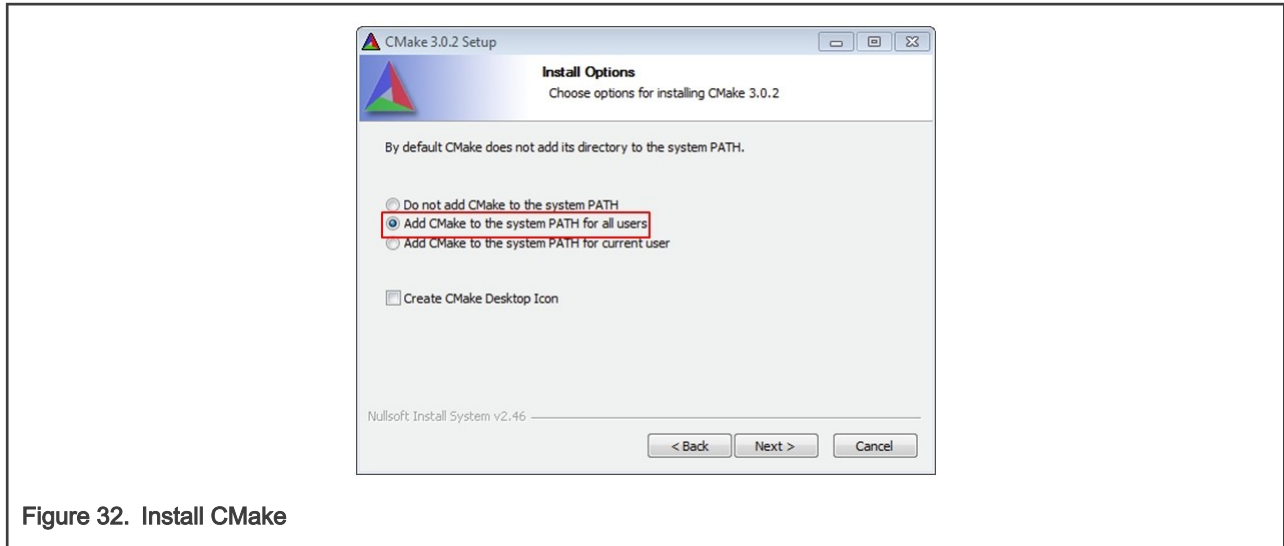 CMake 3.0.2 Setup
Install Options
Choose options for installing CMake 3.0.2
By default CMake does not add its directory to the system PATH.
Do not add CMake to the system PATH
Add CMake to the system PATH for all users
Add CMake to the system PATH for current user
Create CMake Desktop Icon
Nullsoft Install System v2.46
< Back Next > Cancel
Figure 32. Install CMake